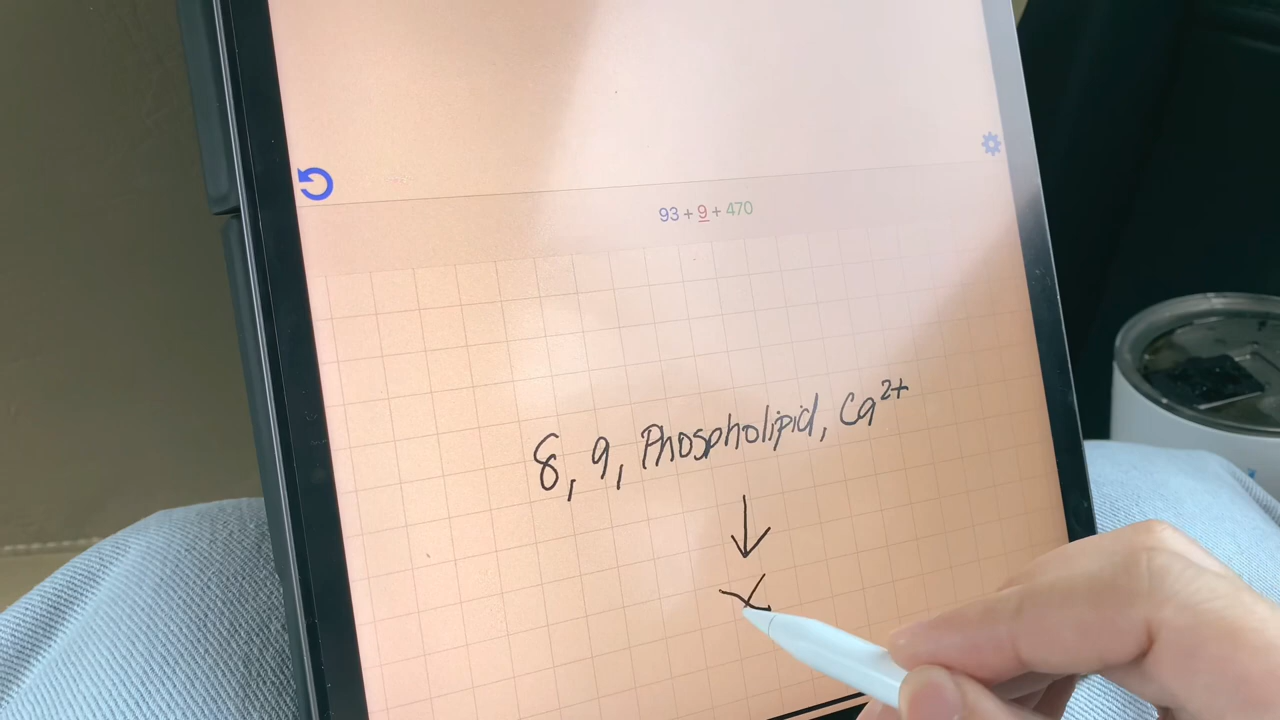 93 + 9 + 470
8, 9, Phospholipid, Ca²⁺
↓
X